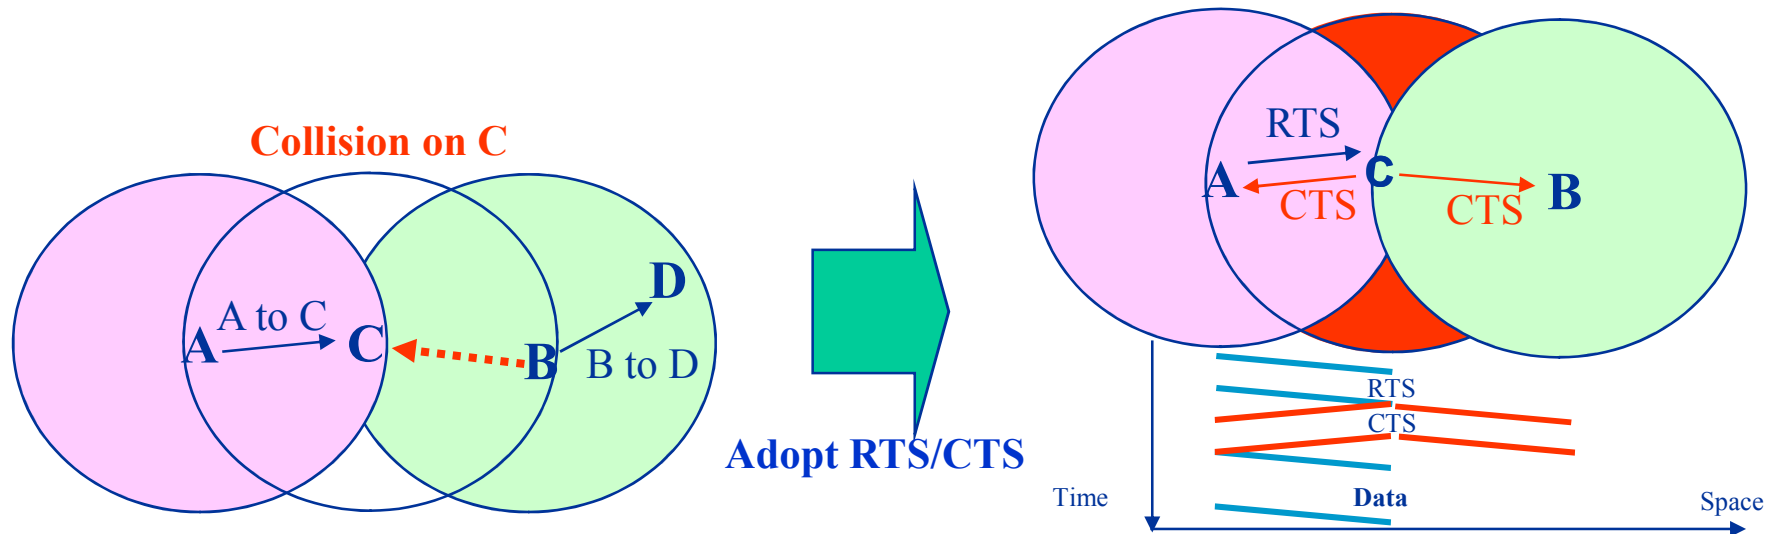 Collision on C
A
A to C
C
B
D
B to D
Adopt RTS/CTS
RTS
A
C
CTS
CTS
B
RTS
CTS
Time
Data
Space